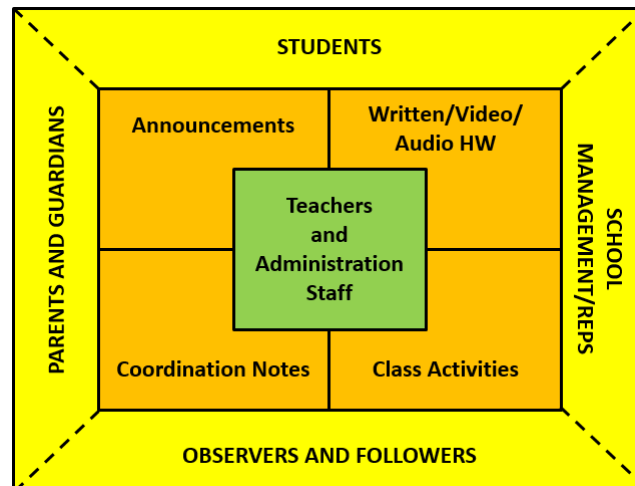 STUDENTS
Announcements
Written/Video/
Audio HW
PARENTS AND GUARDIANS
Teachers
and
Administration
Staff
SCHOOL
MANAGEMENT/REPS
Coordination Notes
Class Activities
OBSERVERS AND FOLLOWERS